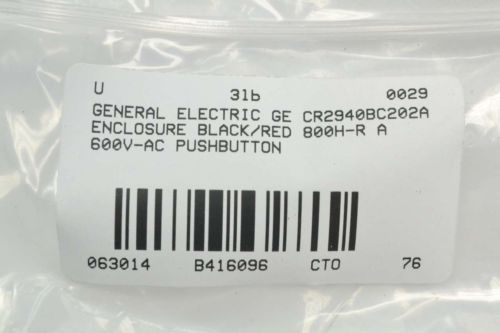 U 31b 0029
GENERAL ELECTRIC GE CR2940BC202A
ENCLOSURE BLACK/RED 800H-R A
600V-AC PUSHBUTTON
063014 B416096 CTO 76